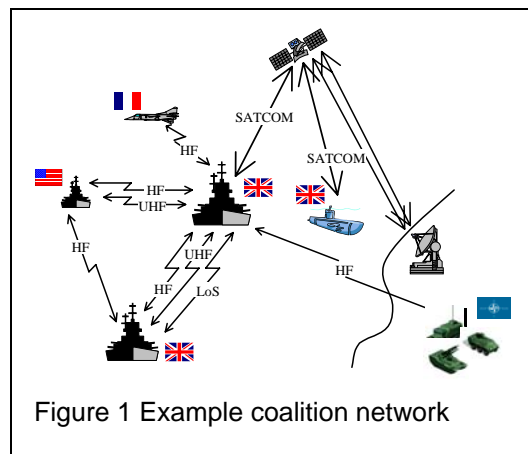 SATCOM
HF
SATCOM
HF
UHF
HF
UHF
HF
HF
LoS
Figure 1 Example coalition network